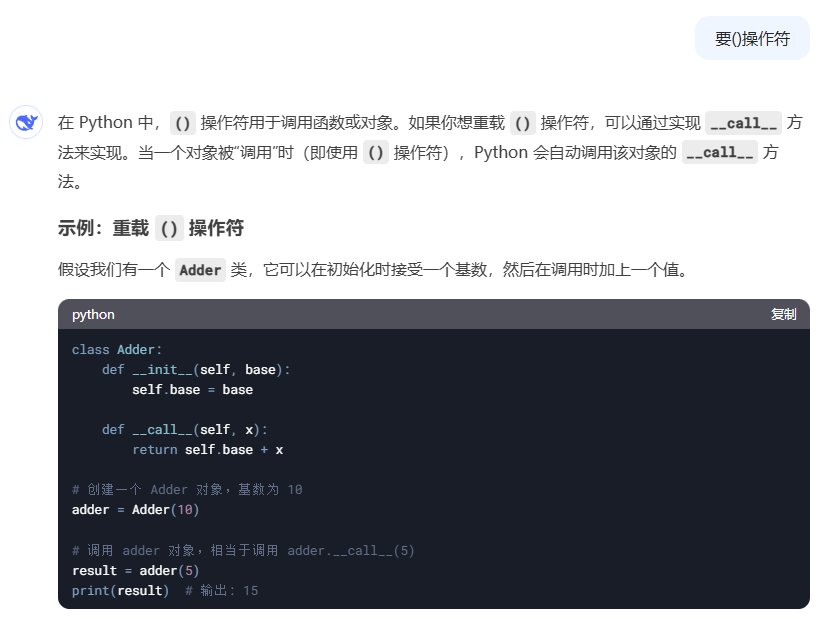 要()操作符
在 Python 中， () 操作符用于调用函数或对象。如果你想重载 () 操作符，可以通过实现 __call__ 方
法来实现。当一个对象被“调用”时（即使用 () 操作符），Python 会自动调用该对象的 __call__ 方
法。
示例：重载 () 操作符
假设我们有一个 Adder 类，它可以在初始化时接受一个基数，然后在调用时加上一个值。
python 复制
class Adder:
    def __init__(self, base):
        self.base = base
    def __call__(self, x):
        return self.base + x
# 创建一个 Adder 对象，基数为 10
adder = Adder(10)
# 调用 adder 对象，相当于调用 adder.__call__(5)
result = adder(5)
print(result)  # 输出: 15